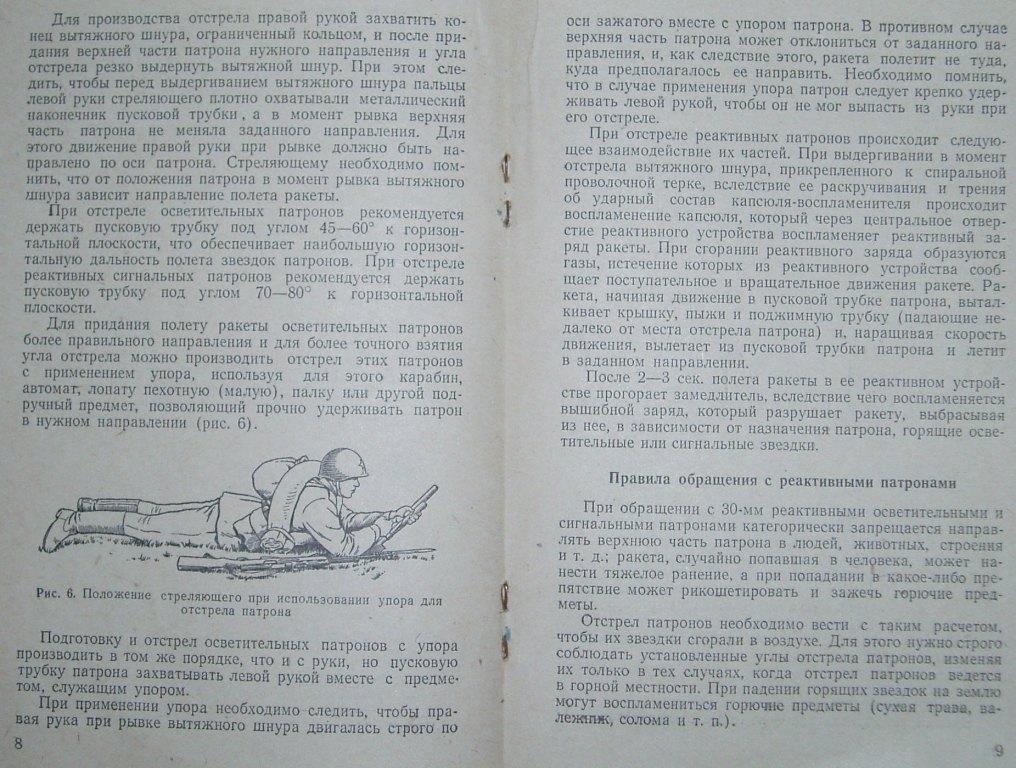 Для производства отстрела правой рукой захватить ко-
нец вытяжного шнура, ограниченный кольцом, и после при-
дания верхней части патрона нужного направления и угла
отстрела резко выдернуть вытяжной шнур. При этом сле-
дить, чтобы перед выдергиванием вытяжного шнура пальцы
левой руки стреляющего плотно охватывали металлический
наконечник пусковой трубки, а в момент рывка верхняя
часть патрона не меняла заданного направления. Для
этого движение правой руки при рывке должно быть на-
правлено по оси патрона. Стреляющему необходимо пом-
нить, что от положения патрона в момент рывка вытяжного
шнура зависит направление полета ракеты.
При отстреле осветительных патронов рекомендуется
держать пусковую трубку под углом 45—60° к горизон-
тальной плоскости, что обеспечивает наибольшую горизон-
тальную дальность полета звездок патронов. При отстреле
реактивных сигнальных патронов рекомендуется держать
пусковую трубку под углом 70—80° к горизонтальной
плоскости.
Для придания полету ракеты осветительных патронов
более правильного направления и для более точного взятия
угла отстрела можно производить отстрел этих патронов
с применением упора, используя для этого карабин,
автомат, лопату пехотную (малую), палку или другой под-
ручный предмет, позволяющий прочно удерживать патрон
в нужном направлении (рис. 6).
Рис. 6. Положение стреляющего при использовании упора для
отстрела патрона
Подготовку и отстрел осветительных патронов с упора
производить в том же порядке, что и с руки, но пусковую
трубку патрона захватывать левой рукой вместе с предме-
том, служащим упором.
При применении упора необходимо следить, чтобы пра-
вая рука при рывке вытяжного шнура двигалась строго по
8
оси зажатого вместе с упором патрона. В противном случае
верхняя часть патрона может отклониться от заданного на-
правления, и, как следствие этого, ракета полетит не туда,
куда предполагалось ее направить. Необходимо помнить,
что в случае применения упора патрон следует крепко удер-
живать левой рукой, чтобы он не мог выпасть из руки при
его отстреле.
При отстреле реактивных патронов происходит следую-
щее взаимодействие их частей. При выдергивании в момент
отстрела вытяжного шнура, прикрепленного к спиральной
проволочной терке, вследствие ее раскручивания и трения
об ударный состав капсюля-воспламенителя происходит
воспламенение капсюля, который через центральное отвер-
стие реактивного устройства воспламеняет реактивный за-
ряд ракеты. При сгорании реактивного заряда образуются
газы, истечение которых из реактивного устройства сооб-
щает поступательное и вращательное движения ракете. Ра-
кета, начиная движение в пусковой трубке патрона, вытал-
кивает крышку, пыжи и поджимную трубку (падающие не-
далеко от места отстрела патрона) и, наращивая скорость
движения, вылетает из пусковой трубки патрона и летит
в заданном направлении.
После 2—3 сек. полета ракеты в ее реактивном устрой-
стве прогорает замедлитель, вследствие чего воспламеняется
вышибной заряд, который разрушает ракету, выбрасывая
из нее, в зависимости от назначения патрона, горящие осве-
тительные или сигнальные звездки.
Правила обращения с реактивными патронами
При обращении с 30-мм реактивными осветительными и
сигнальными патронами категорически запрещается направ-
лять верхнюю часть патрона в людей, животных, строения
и т. д.; ракета, случайно попавшая в человека, может на-
нести тяжелое ранение, а при попадании в какое-либо пре-
пятствие может рикошетировать и зажечь горючие пред-
меты.
Отстрел патронов необходимо вести с таким расчетом,
чтобы их звездки сгорали в воздухе. Для этого нужно строго
соблюдать установленные углы отстрела патронов, изменяя
их только в тех случаях, когда отстрел патронов ведется
в горной местности. При падении горящих звездок на землю
могут воспламениться горючие предметы (сухая трава, ва-
лежник, солома и т. п.).
9